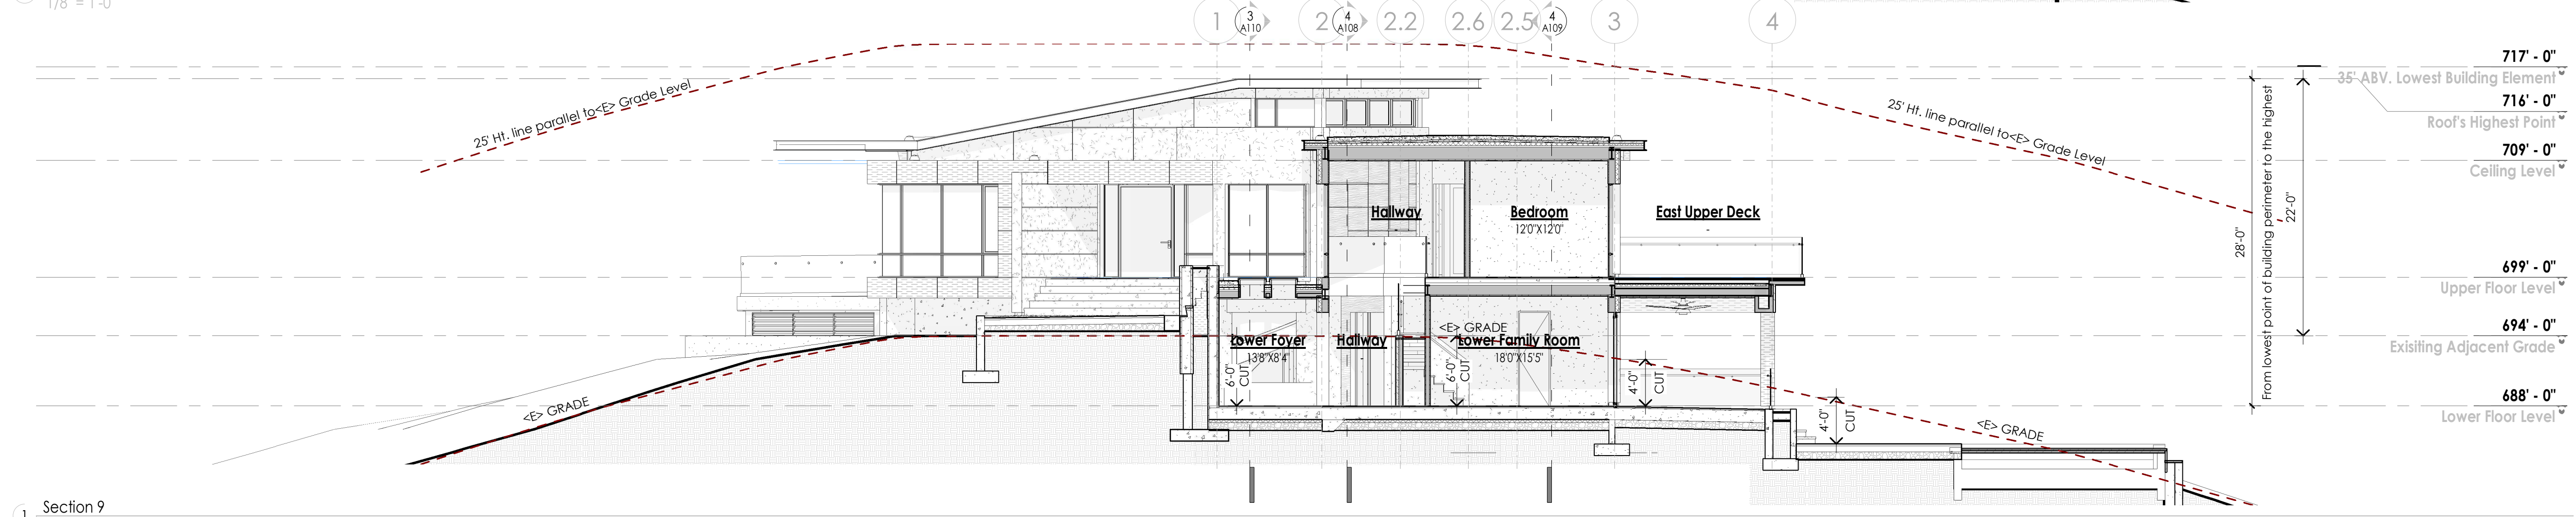 1/8" = 1'-0"
1
3
A110
2
4
A108
2.2
2.6
2.5
4
A109
3
4
717' - 0"
35' ABV. Lowest Building Element
716' - 0"
Roof's Highest Point
709' - 0"
Ceiling Level
699' - 0"
Upper Floor Level
694' - 0"
Exisiting Adjacent Grade
688' - 0"
Lower Floor Level
25' Ht. line parallel to<E> Grade Level
25' Ht. line parallel to<E> Grade Level
28'-0"
From lowest point of building perimeter to the highest
22'-0"
Hallway
-
Bedroom
12'0"X12'0"
East Upper Deck
-
<E> GRADE
Lower Foyer
13'8"X8'4"
Hallway
-
Lower Family Room
18'0"X15'5"
6'-0"
CUT
6'-0"
CUT
4'-0"
CUT
4'-0"
CUT
<E> GRADE
<E> GRADE
1
Section 9